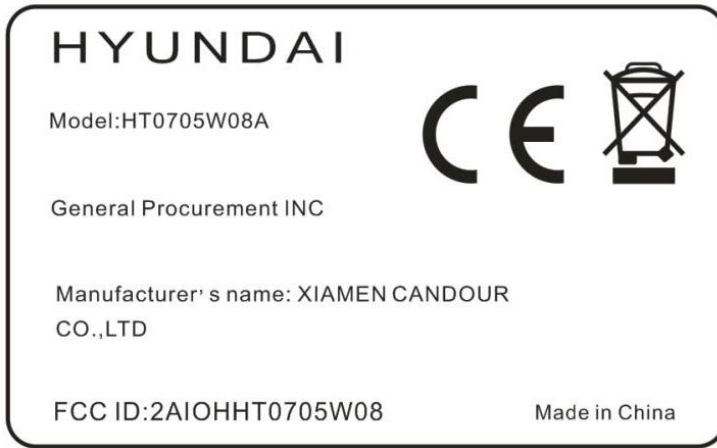 HYUNDAI
Model:HT0705W08A
CE
General Procurement INC
Manufacturer's name: XIAMEN CANDOUR
CO.,LTD
FCC ID:2AIOHHT0705W08
Made in China